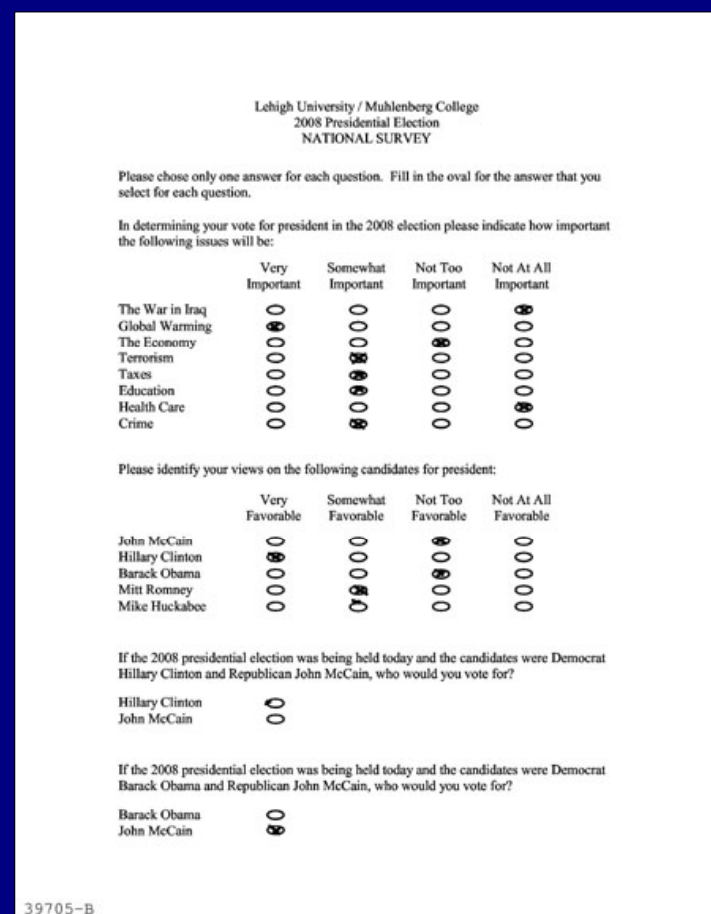 Lehigh University / Muhlenberg College
2008 Presidential Election
NATIONAL SURVEY
Please chose only one answer for each question. Fill in the oval for the answer that you
select for each question.
In determining your vote for president in the 2008 election please indicate how important
the following issues will be:
Very Somewhat Not Too Not At All
Important Important Important Important
The War in Iraq
Global Warming
The Economy
Terrorism
Taxes
Education
Health Care
Crime
Please identify your views on the following candidates for president:
Very Somewhat Not Too Not At All
Favorable Favorable Favorable Favorable
John McCain
Hillary Clinton
Barack Obama
Mitt Romney
Mike Huckabee
If the 2008 presidential election was being held today and the candidates were Democrat
Hillary Clinton and Republican John McCain, who would you vote for?
Hillary Clinton
John McCain
If the 2008 presidential election was being held today and the candidates were Democrat
Barack Obama and Republican John McCain, who would you vote for?
Barack Obama
John McCain
39705-B